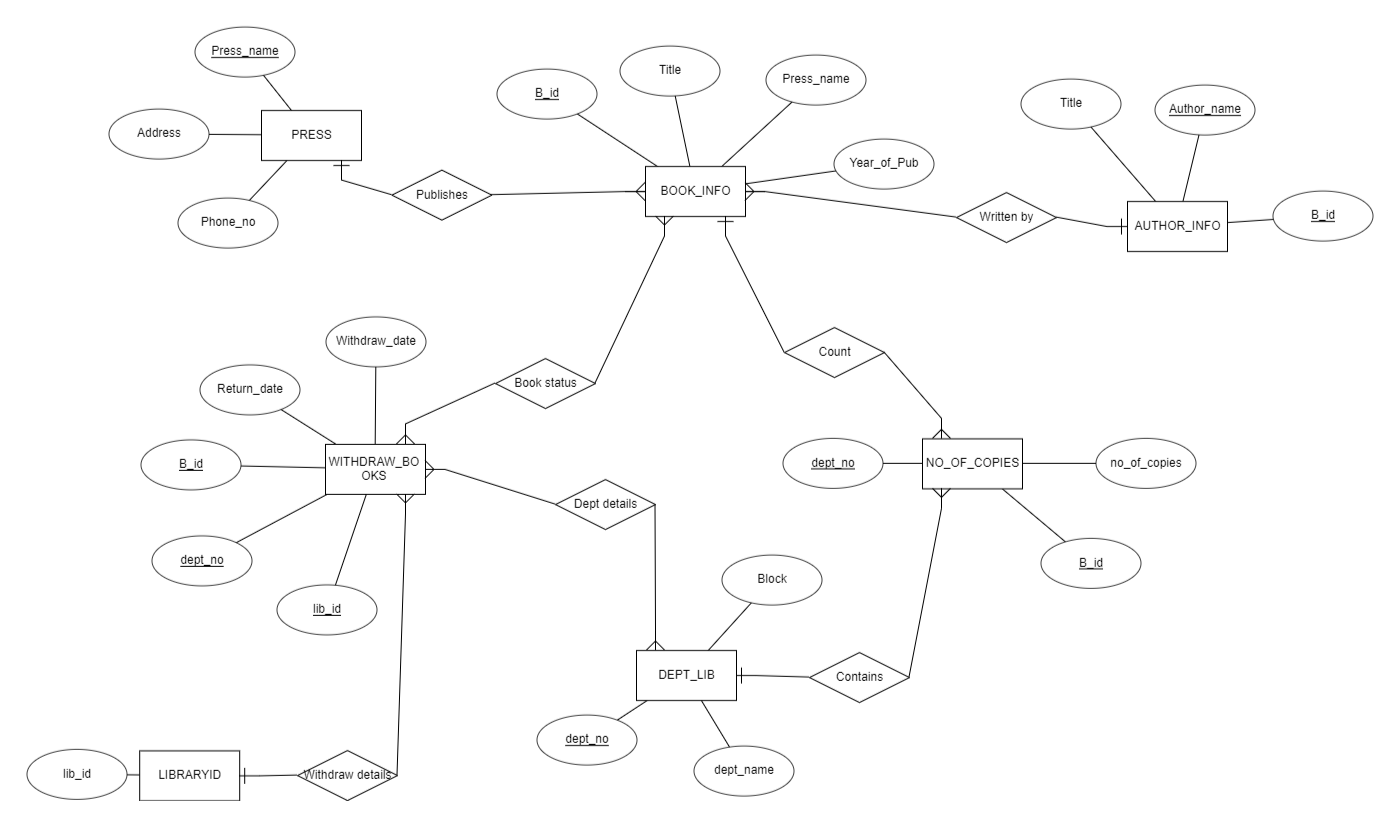 Press_name
Title
Press_name
B_id
Title
Author_name
Address
PRESS
Year_of_Pub
Publishes
BOOK_INFO
Phone_no
Written by
AUTHOR_INFO
B_id
Withdraw_date
Count
Return_date
Book status
B_id
WITHDRAW_BO
OKS
dept_no
NO_OF_COPIES
no_of_copies
Dept details
dept_no
B_id
Block
lib_id
DEPT_LIB
Contains
dept_no
dept_name
lib_id
LIBRARYID
Withdraw details